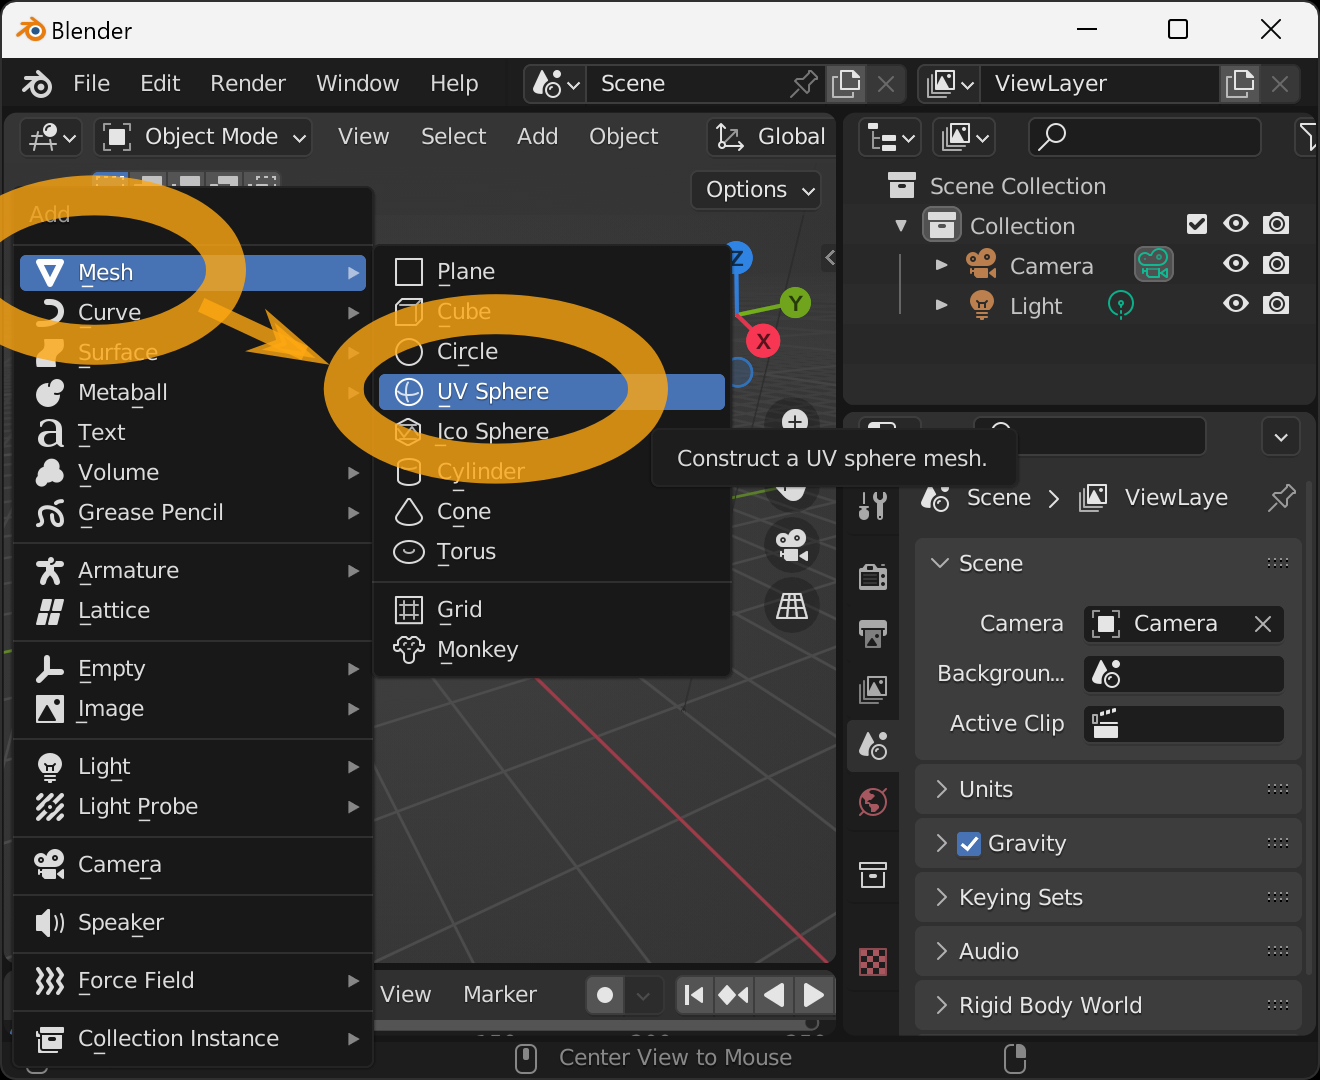 Blender
File Edit Render Window Help Scene ViewLayer
Object Mode View Select Add Object Global
Options
Scene Collection
Collection
Camera
Light
Add
Mesh
Curve
Surface
Metaball
Text
Volume
Grease Pencil
Armature
Lattice
Empty
Image
Light
Light Probe
Camera
Speaker
Force Field
Collection Instance
Plane
Cube
Circle
UV Sphere
Ico Sphere
Cylinder
Cone
Torus
Grid
Monkey
Z
Y
X
Construct a UV sphere mesh.
Scene ViewLaye
Scene
Camera Camera
Backgroun...
Active Clip
Units
Gravity
Keying Sets
Audio
Rigid Body World
View Marker
Center View to Mouse